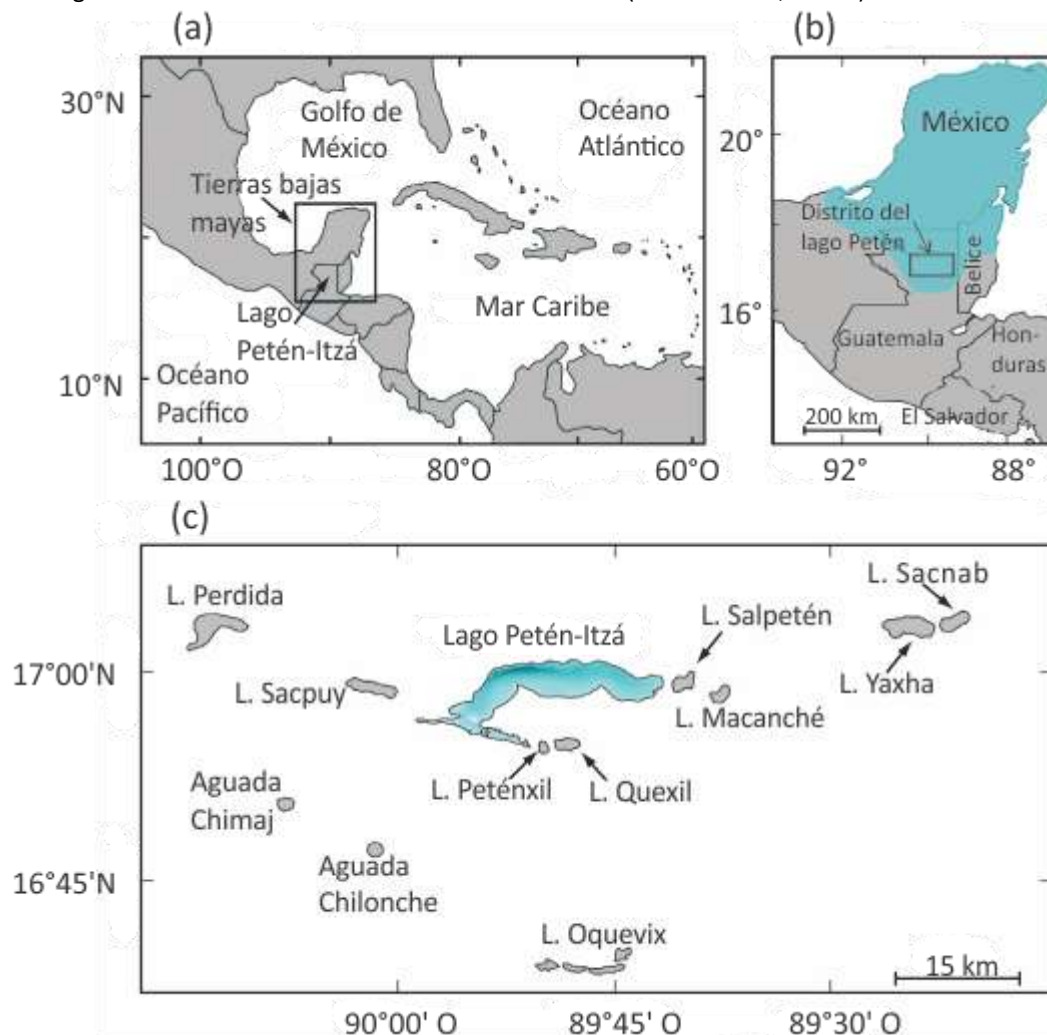 (a)
30°N
10°N
Golfo de
México
Océano
Atlántico
Tierras bajas
mayas
Lago
Petén-Itzá
Mar Caribe
Océano
Pacífico
100°O
80°O
60°O
(b)
20°
16°
México
Distrito del
lago Petén
Belice
Guatemala
Hon-
duras
El Salvador
200 km
92°
88°
(c)
L. Perdida
Lago Petén-Itzá
L. Salpetén
L. Sacnab
17°00' N
L. Sacpuy
L. Yaxha
L. Macanché
L. Peténxil
L. Quexil
Aguada
Chimaj
Aguada
Chilonche
16°45'N
L. Oquevix
15 km
90°00' O
89°45'O
89°30' O